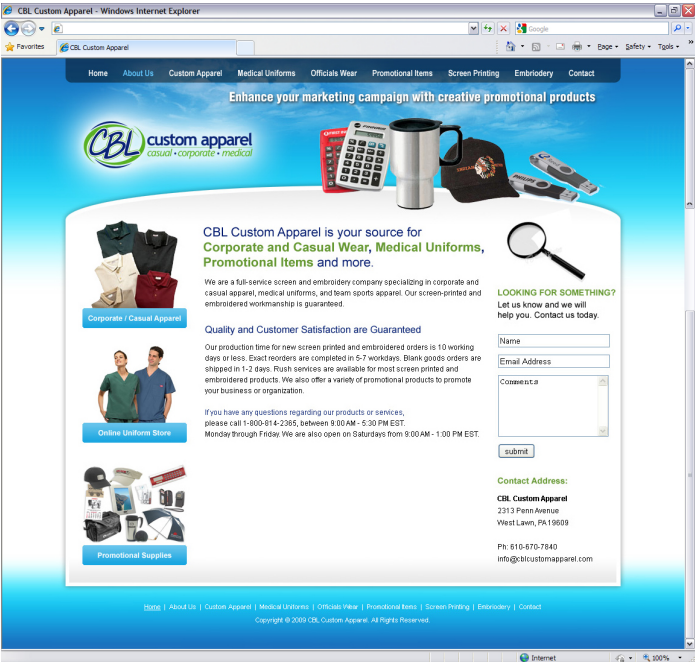 CBL Custom Apparel - Windows Internet Explorer
Google
Favorites
CBL Custom Apparel
Page
Safety
Tools
Home
About Us
Custom Apparel
Medical Uniforms
Officials Wear
Promotional Items
Screen Printing
Embriodery
Contact
Enhance your marketing campaign with creative promotional products
CBL custom apparel
casual • corporate • medical
CBL Custom Apparel is your source for
Corporate and Casual Wear, Medical Uniforms,
Promotional Items and more.
We are a full-service screen and embroidery company specializing in corporate and
casual apparel, medical uniforms, and team sports apparel. Our screen-printed and
embroidered workmanship is guaranteed.
Corporate / Casual Apparel
Quality and Customer Satisfaction are Guaranteed
Our production time for new screen printed and embroidered orders is 10 working
days or less. Exact reorders are completed in 5-7 workdays. Blank goods orders are
shipped in 1-2 days. Rush services are available for most screen printed and
embroidered products. We also offer a variety of promotional products to promote
your business or organization.
If you have any questions regarding our products or services,
please call 1-800-814-2365, between 9:00 AM - 5:30 PM EST.
Monday through Friday. We are also open on Saturdays from 9:00 AM - 1:00 PM EST.
Online Uniform Store
Promotional Supplies
LOOKING FOR SOMETHING?
Let us know and we will
help you. Contact us today.
Name
Email Address
Comments
submit
Contact Address:
CBL Custom Apparel
2313 Penn Avenue
West Lawn, PA 19609
Ph: 610-670-7840
info@cblcustomapparel.com
Home | About Us | Custom Apparel | Medical Uniforms | Officials Wear | Promotional Items | Screen Printing | Embriodery | Contact
Copyright © 2009 CBL Custom Apparel. All Rights Reserved.
Internet
100%